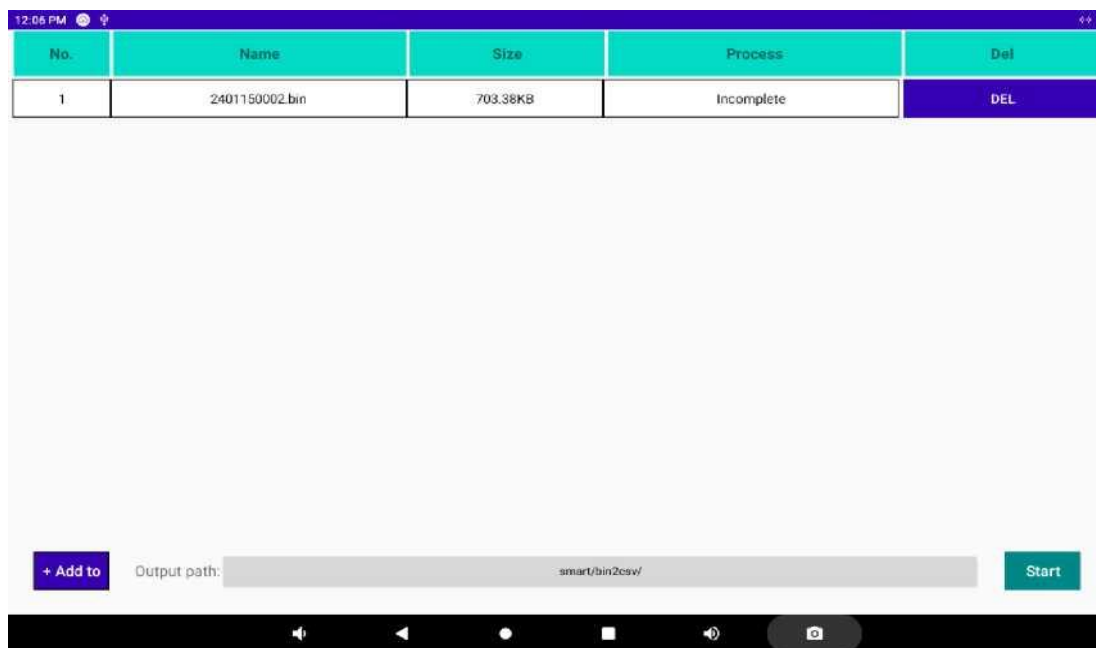 12:06 PM
No. Name Size Process Del
1 2401150002.bin 703.38KB Incomplete DEL
+ Add to Output path: smart/bin2csv/ Start